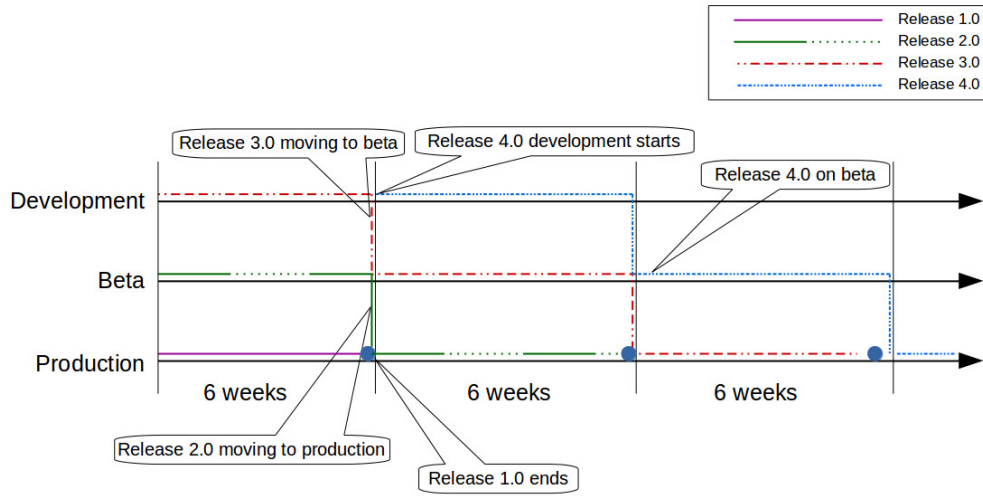 Release 1.0
Release 2.0
Release 3.0
Release 4.0
Release 3.0 moving to beta
Release 4.0 development starts
Release 4.0 on beta
Development
Beta
Production
6 weeks
6 weeks
6 weeks
Release 2.0 moving to production
Release 1.0 ends